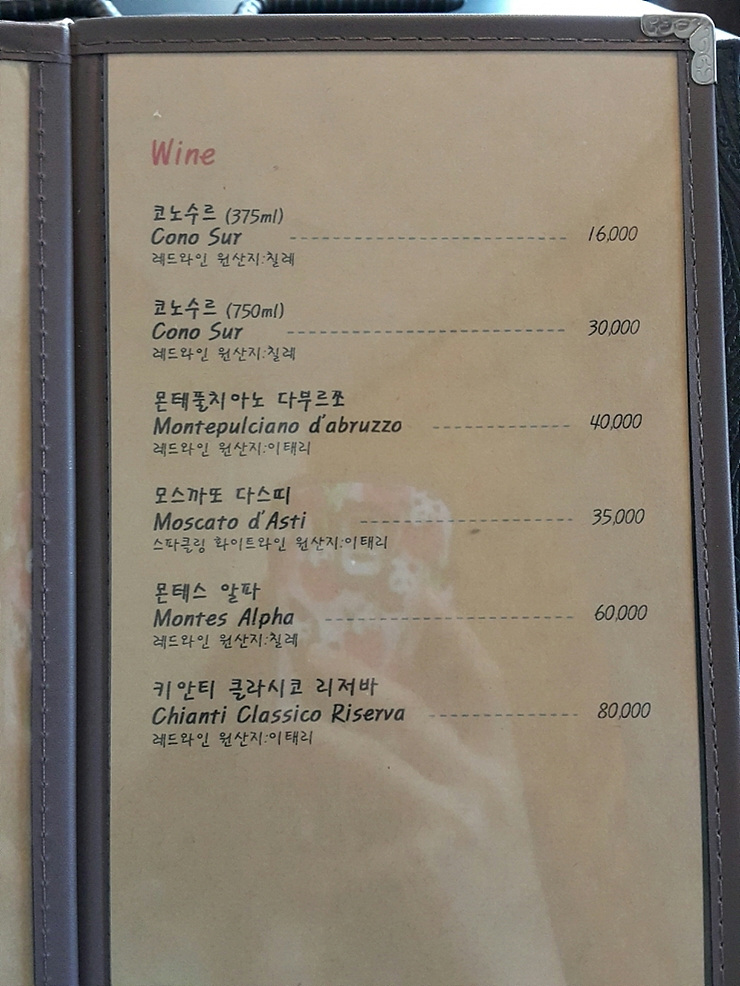 Wine
코노수르 (375ml)
Cono Sur ---------- 16,000
레드와인 원산지:칠레
코노수르 (750ml)
Cono Sur ---------- 30,000
레드와인 원산지:칠레
몬테풀치아노 다부르쪼
Montepulciano d'abruzzo ---------- 40,000
레드와인 원산지:이태리
모스까또 다스띠
Moscato d'Asti ---------- 35,000
스파클링 화이트와인 원산지:이태리
몬테스 알파
Montes Alpha ---------- 60,000
레드와인 원산지:칠레
키안티 클라시코 리저바
Chianti Classico Riserva ---------- 80,000
레드와인 원산지:이태리